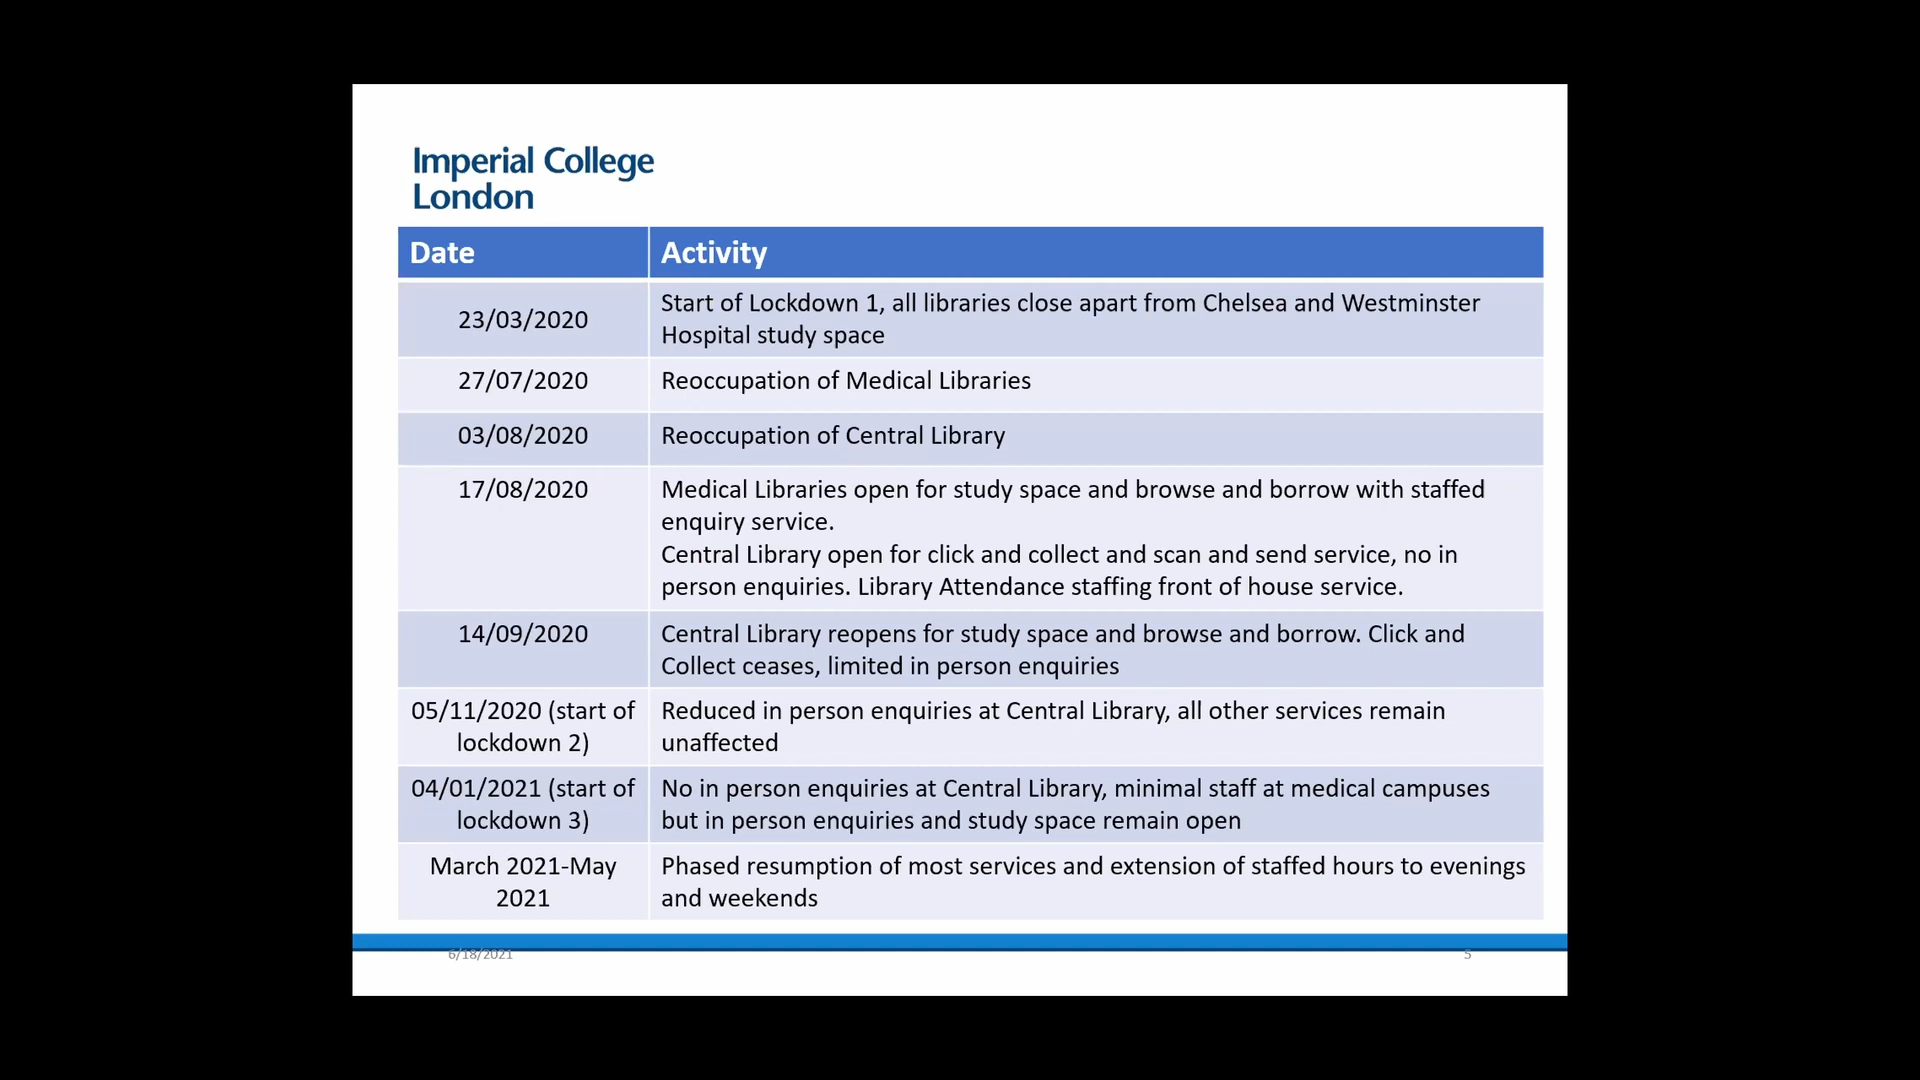 Imperial College
London
Date
Activity
23/03/2020
Start of Lockdown 1, all libraries close apart from Chelsea and Westminster
Hospital study space
27/07/2020
Reoccupation of Medical Libraries
03/08/2020
Reoccupation of Central Library
17/08/2020
Medical Libraries open for study space and browse and borrow with staffed
enquiry service.
Central Library open for click and collect and scan and send service, no in
person enquiries. Library Attendance staffing front of house service.
14/09/2020
Central Library reopens for study space and browse and borrow. Click and
Collect ceases, limited in person enquiries
05/11/2020 (start of
lockdown 2)
Reduced in person enquiries at Central Library, all other services remain
unaffected
04/01/2021 (start of
lockdown 3)
No in person enquiries at Central Library, minimal staff at medical campuses
but in person enquiries and study space remain open
March 2021-May
2021
Phased resumption of most services and extension of staffed hours to evenings
and weekends
6/18/2021
5